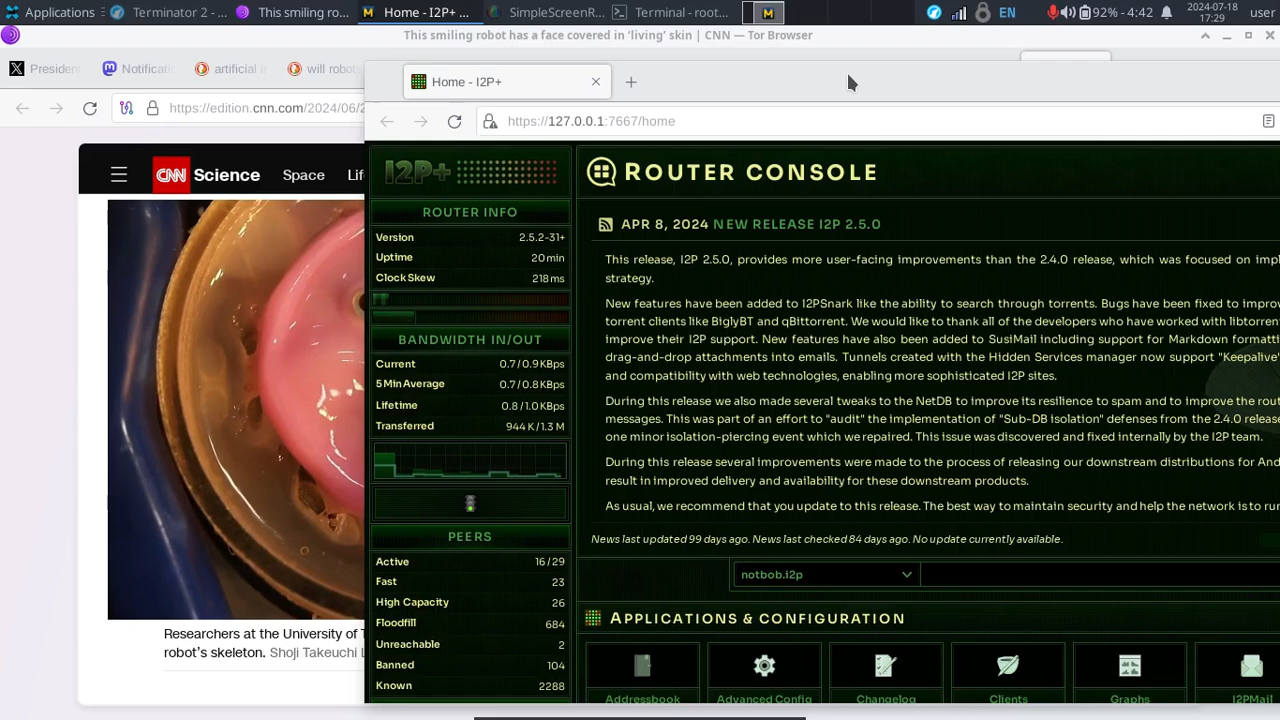 Applications Terminator 2 - ... This smiling ro... Home - I2P+ ... SimpleScreenR... Terminal - root... EN 92% - 4:42 2024-07-18 user
17:29
This smiling robot has a face covered in ‘living’ skin | CNN — Tor Browser
X President Notificati artificial i will robots
Home - I2P+
https://edition.cnn.com/2024/06/2
https://127.0.0.1:7667/home
CNN Science Space Lif
I2P+
ROUTER CONSOLE
ROUTER INFO
APR 8, 2024 NEW RELEASE I2P 2.5.0
Version 2.5.2-31+
Uptime 20 min
Clock Skew 218 ms
This release, I2P 2.5.0, provides more user-facing improvements than the 2.4.0 release, which was focused on impl
strategy.
New features have been added to I2PSnark like the ability to search through torrents. Bugs have been fixed to improv
torrent clients like BiglyBT and qBittorrent. We would like to thank all of the developers who have worked with libtorren
improve their I2P support. New features have also been added to SusiMail including support for Markdown formatti
drag-and-drop attachments into emails. Tunnels created with the Hidden Services manager now support "Keepalive"
and compatibility with web technologies, enabling more sophisticated I2P sites.
During this release we also made several tweaks to the NetDB to improve its resilience to spam and to improve the rout
messages. This was part of an effort to "audit" the implementation of "Sub-DB isolation" defenses from the 2.4.0 release
one minor isolation-piercing event which we repaired. This issue was discovered and fixed internally by the I2P team.
During this release several improvements were made to the process of releasing our downstream distributions for And
result in improved delivery and availability for these downstream products.
As usual, we recommend that you update to this release. The best way to maintain security and help the network is to run
News last updated 99 days ago. News last checked 84 days ago. No update currently available.
BANDWIDTH IN/OUT
Current 0.7 / 0.9 KBps
5 Min Average 0.7 / 0.8 KBps
Lifetime 0.8 / 1.0 KBps
Transferred 944 K / 1.3 M
PEERS
Active 16 / 29
Fast 23
High Capacity 26
Floodfill 684
Unreachable 2
Banned 104
Known 2288
notbob.i2p
APPLICATIONS & CONFIGURATION
Addressbook Advanced Config Changelog Clients Graphs I2PMail
Researchers at the University of T
robot’s skeleton. Shoji Takeuchi L